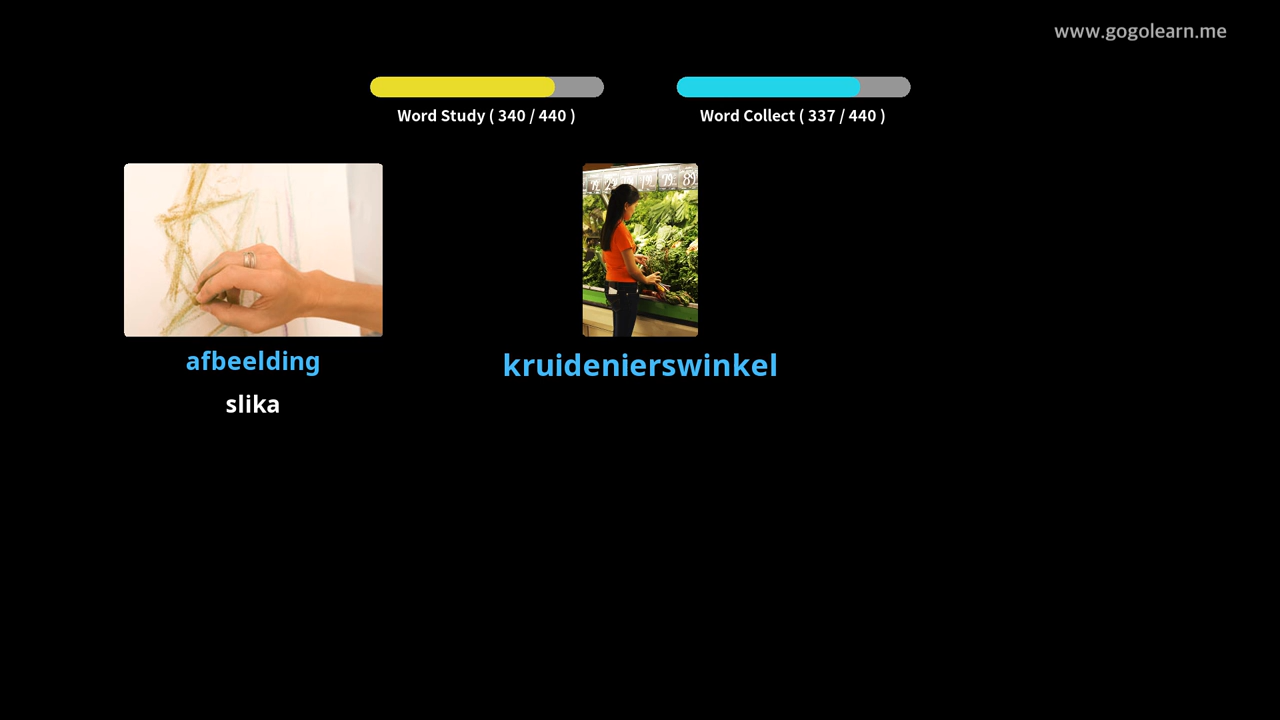 www.gogolearn.me
Word Study ( 340 / 440 )
Word Collect ( 337 / 440 )
afbeelding
slika
kruidenierswinkel